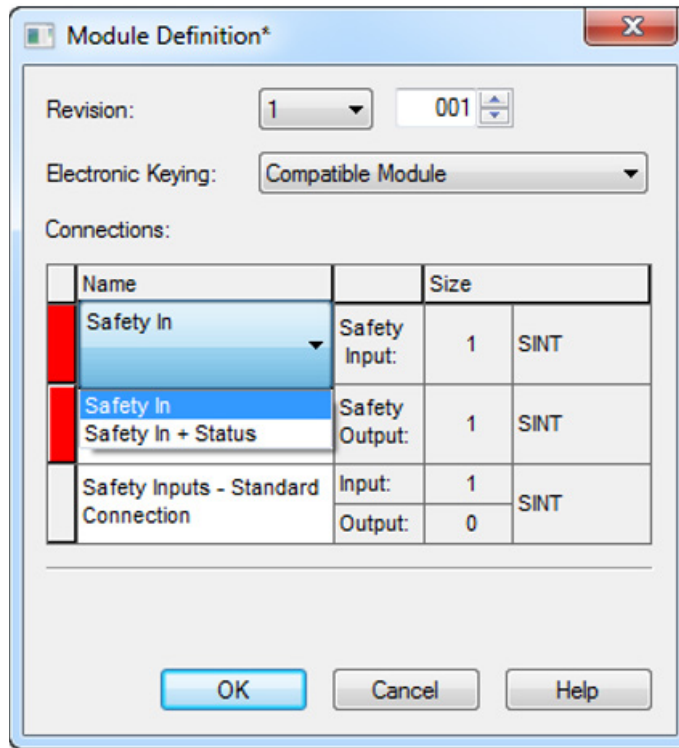 Module Definition*
Revision: 1 001
Electronic Keying: Compatible Module
Connections:
Name Size
Safety In Safety Input: 1 SINT
Safety In
Safety In + Status
Safety Output: 1 SINT
Safety Inputs - Standard Connection Input: 1 SINT
Output: 0
OK Cancel Help